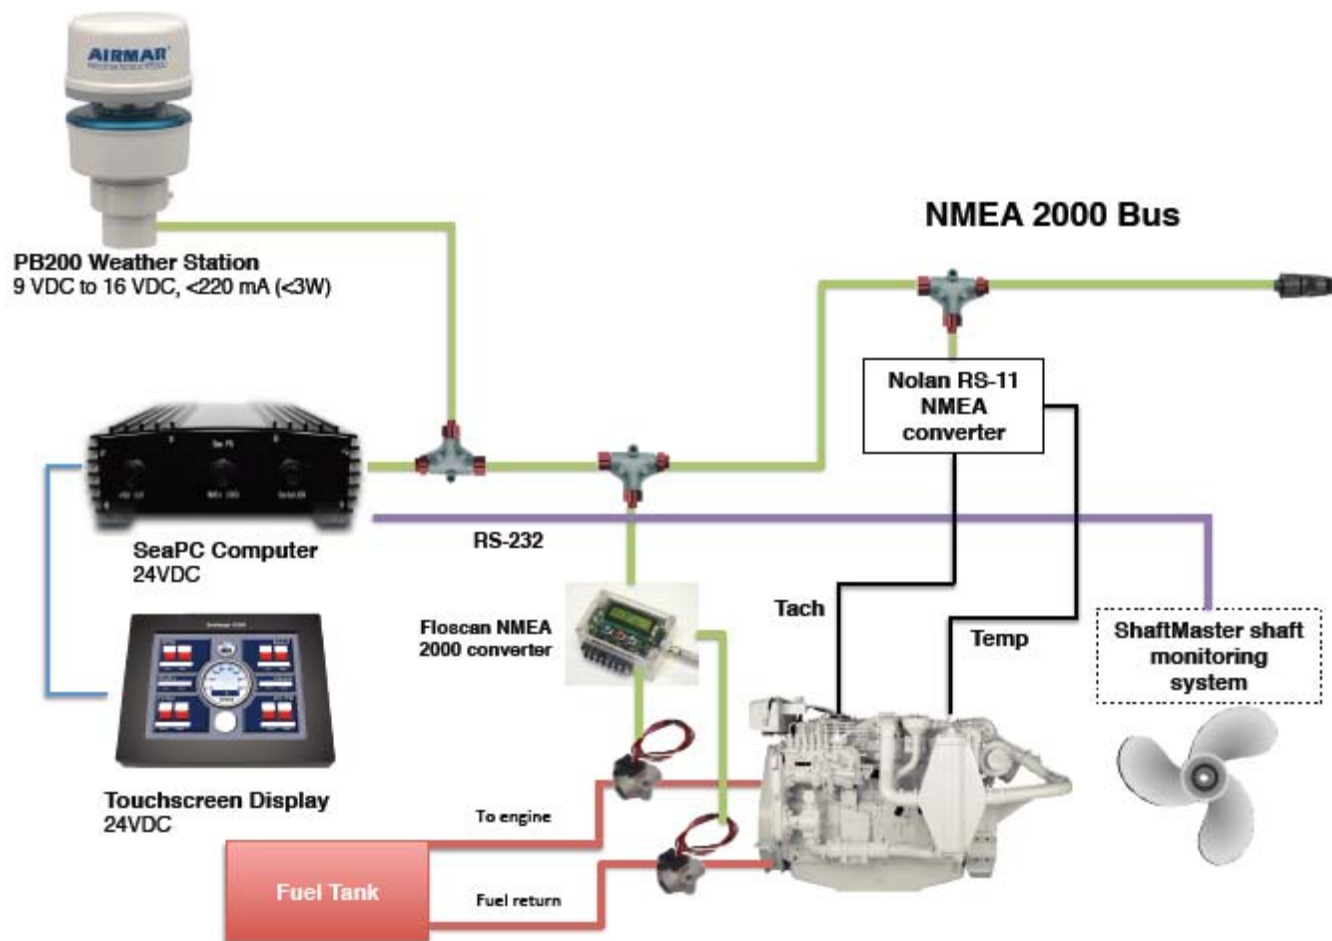 AIRMAR
NMEA 2000 Bus
PB200 Weather Station
9 VDC to 16 VDC, <220 mA (<3W)
Nolan RS-11
NMEA
converter
SeaPC Computer
24VDC
RS-232
Floscan NMEA
2000 converter
Tach
Temp
ShaftMaster shaft
monitoring
system
Touchscreen Display
24VDC
To engine
Fuel Tank
Fuel return